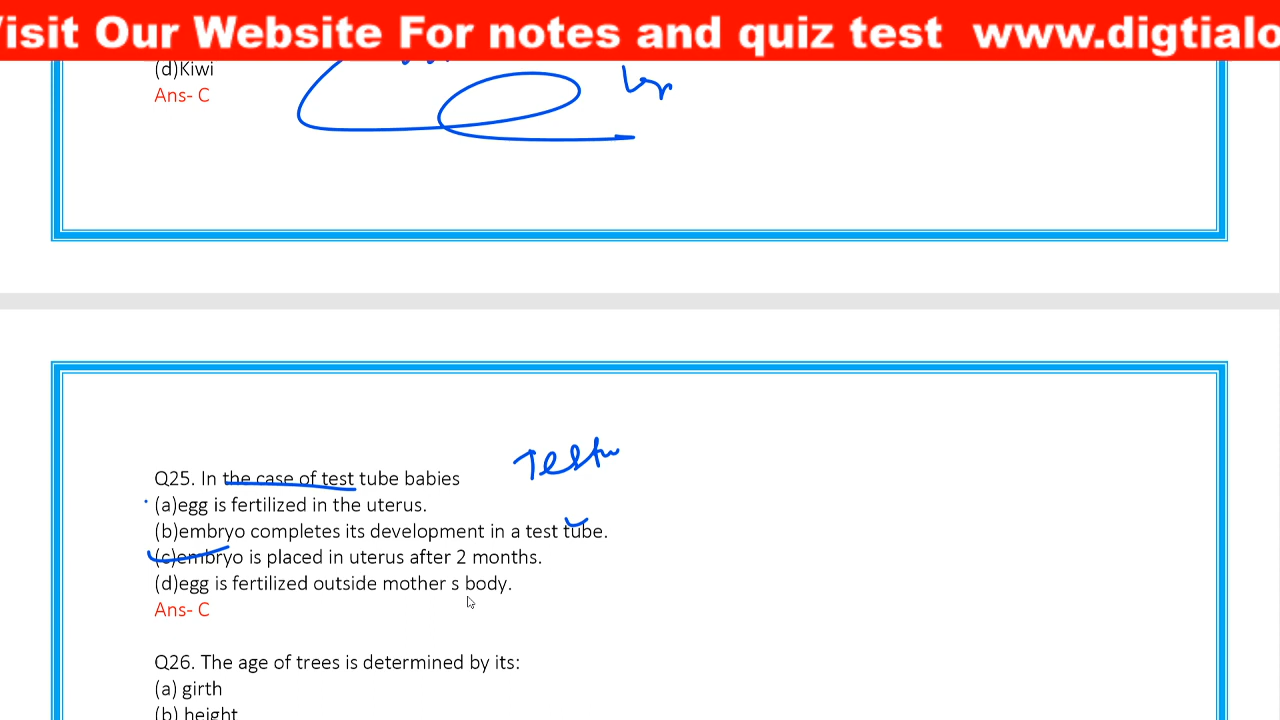 isit Our Website For notes and quiz test www.digtialo
(d)Kiwi
Ans- C
Test
Q25. In the case of test tube babies
(a)egg is fertilized in the uterus.
(b)embryo completes its development in a test tube.
(c)embryo is placed in uterus after 2 months.
(d)egg is fertilized outside mother s body.
Ans- C
Q26. The age of trees is determined by its:
(a) girth
(b) height